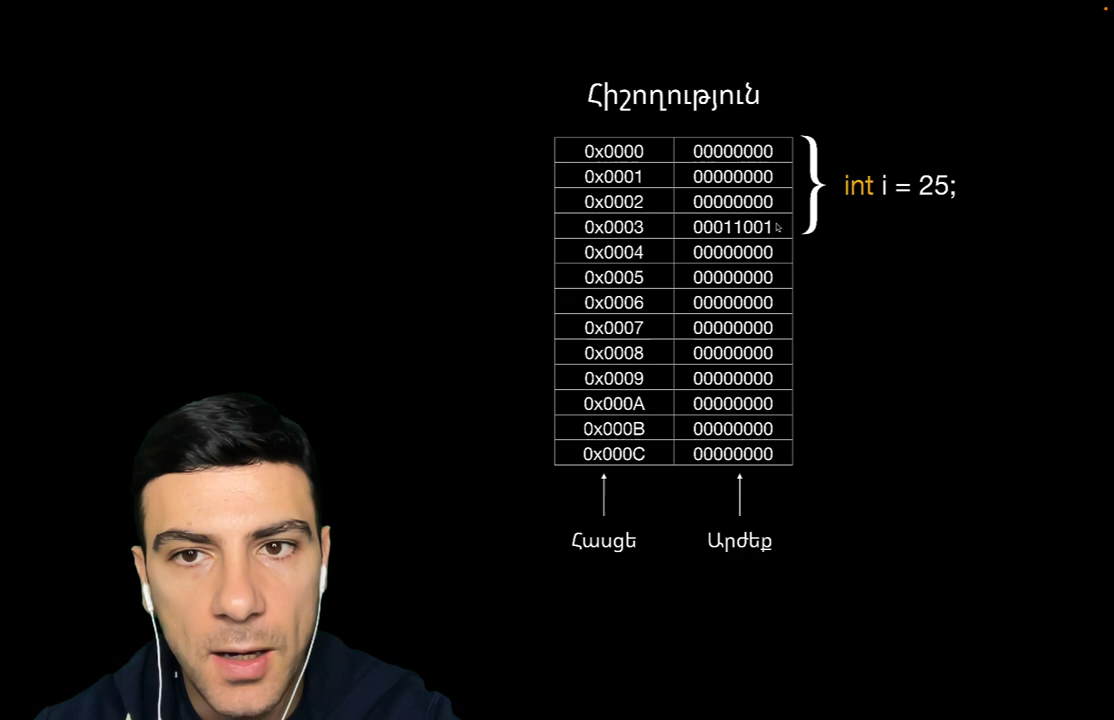 Հիշողություն
0x0000 00000000
0x0001 00000000
0x0002 00000000
0x0003 00011001
0x0004 00000000
0x0005 00000000
0x0006 00000000
0x0007 00000000
0x0008 00000000
0x0009 00000000
0x000A 00000000
0x000B 00000000
0x000C 00000000
int i = 25;
Հասցե Արժեք